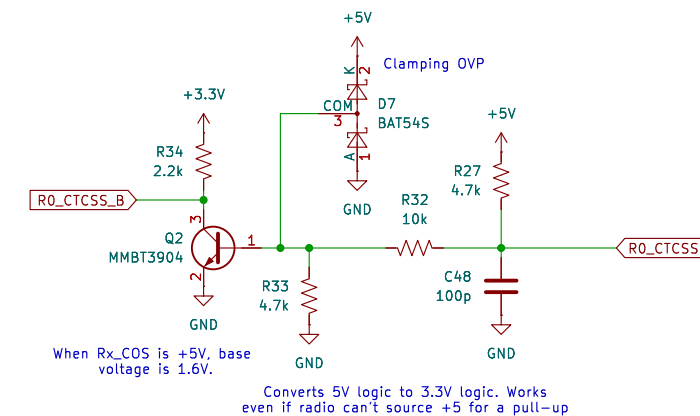 +5V
Clamping OVP
K
2
+3.3V
COM
3
D7
BAT54S
+5V
R34
2.2k
A
1
R27
4.7k
R0_CTCSS_B
GND
R32
10k
3
Q2
MMBT3904
1
R0_CTCSS
2
R33
4.7k
C48
100p
GND
GND
GND
When Rx_COS is +5V, base
voltage is 1.6V.
Converts 5V logic to 3.3V logic. Works
even if radio can't source +5 for a pull-up